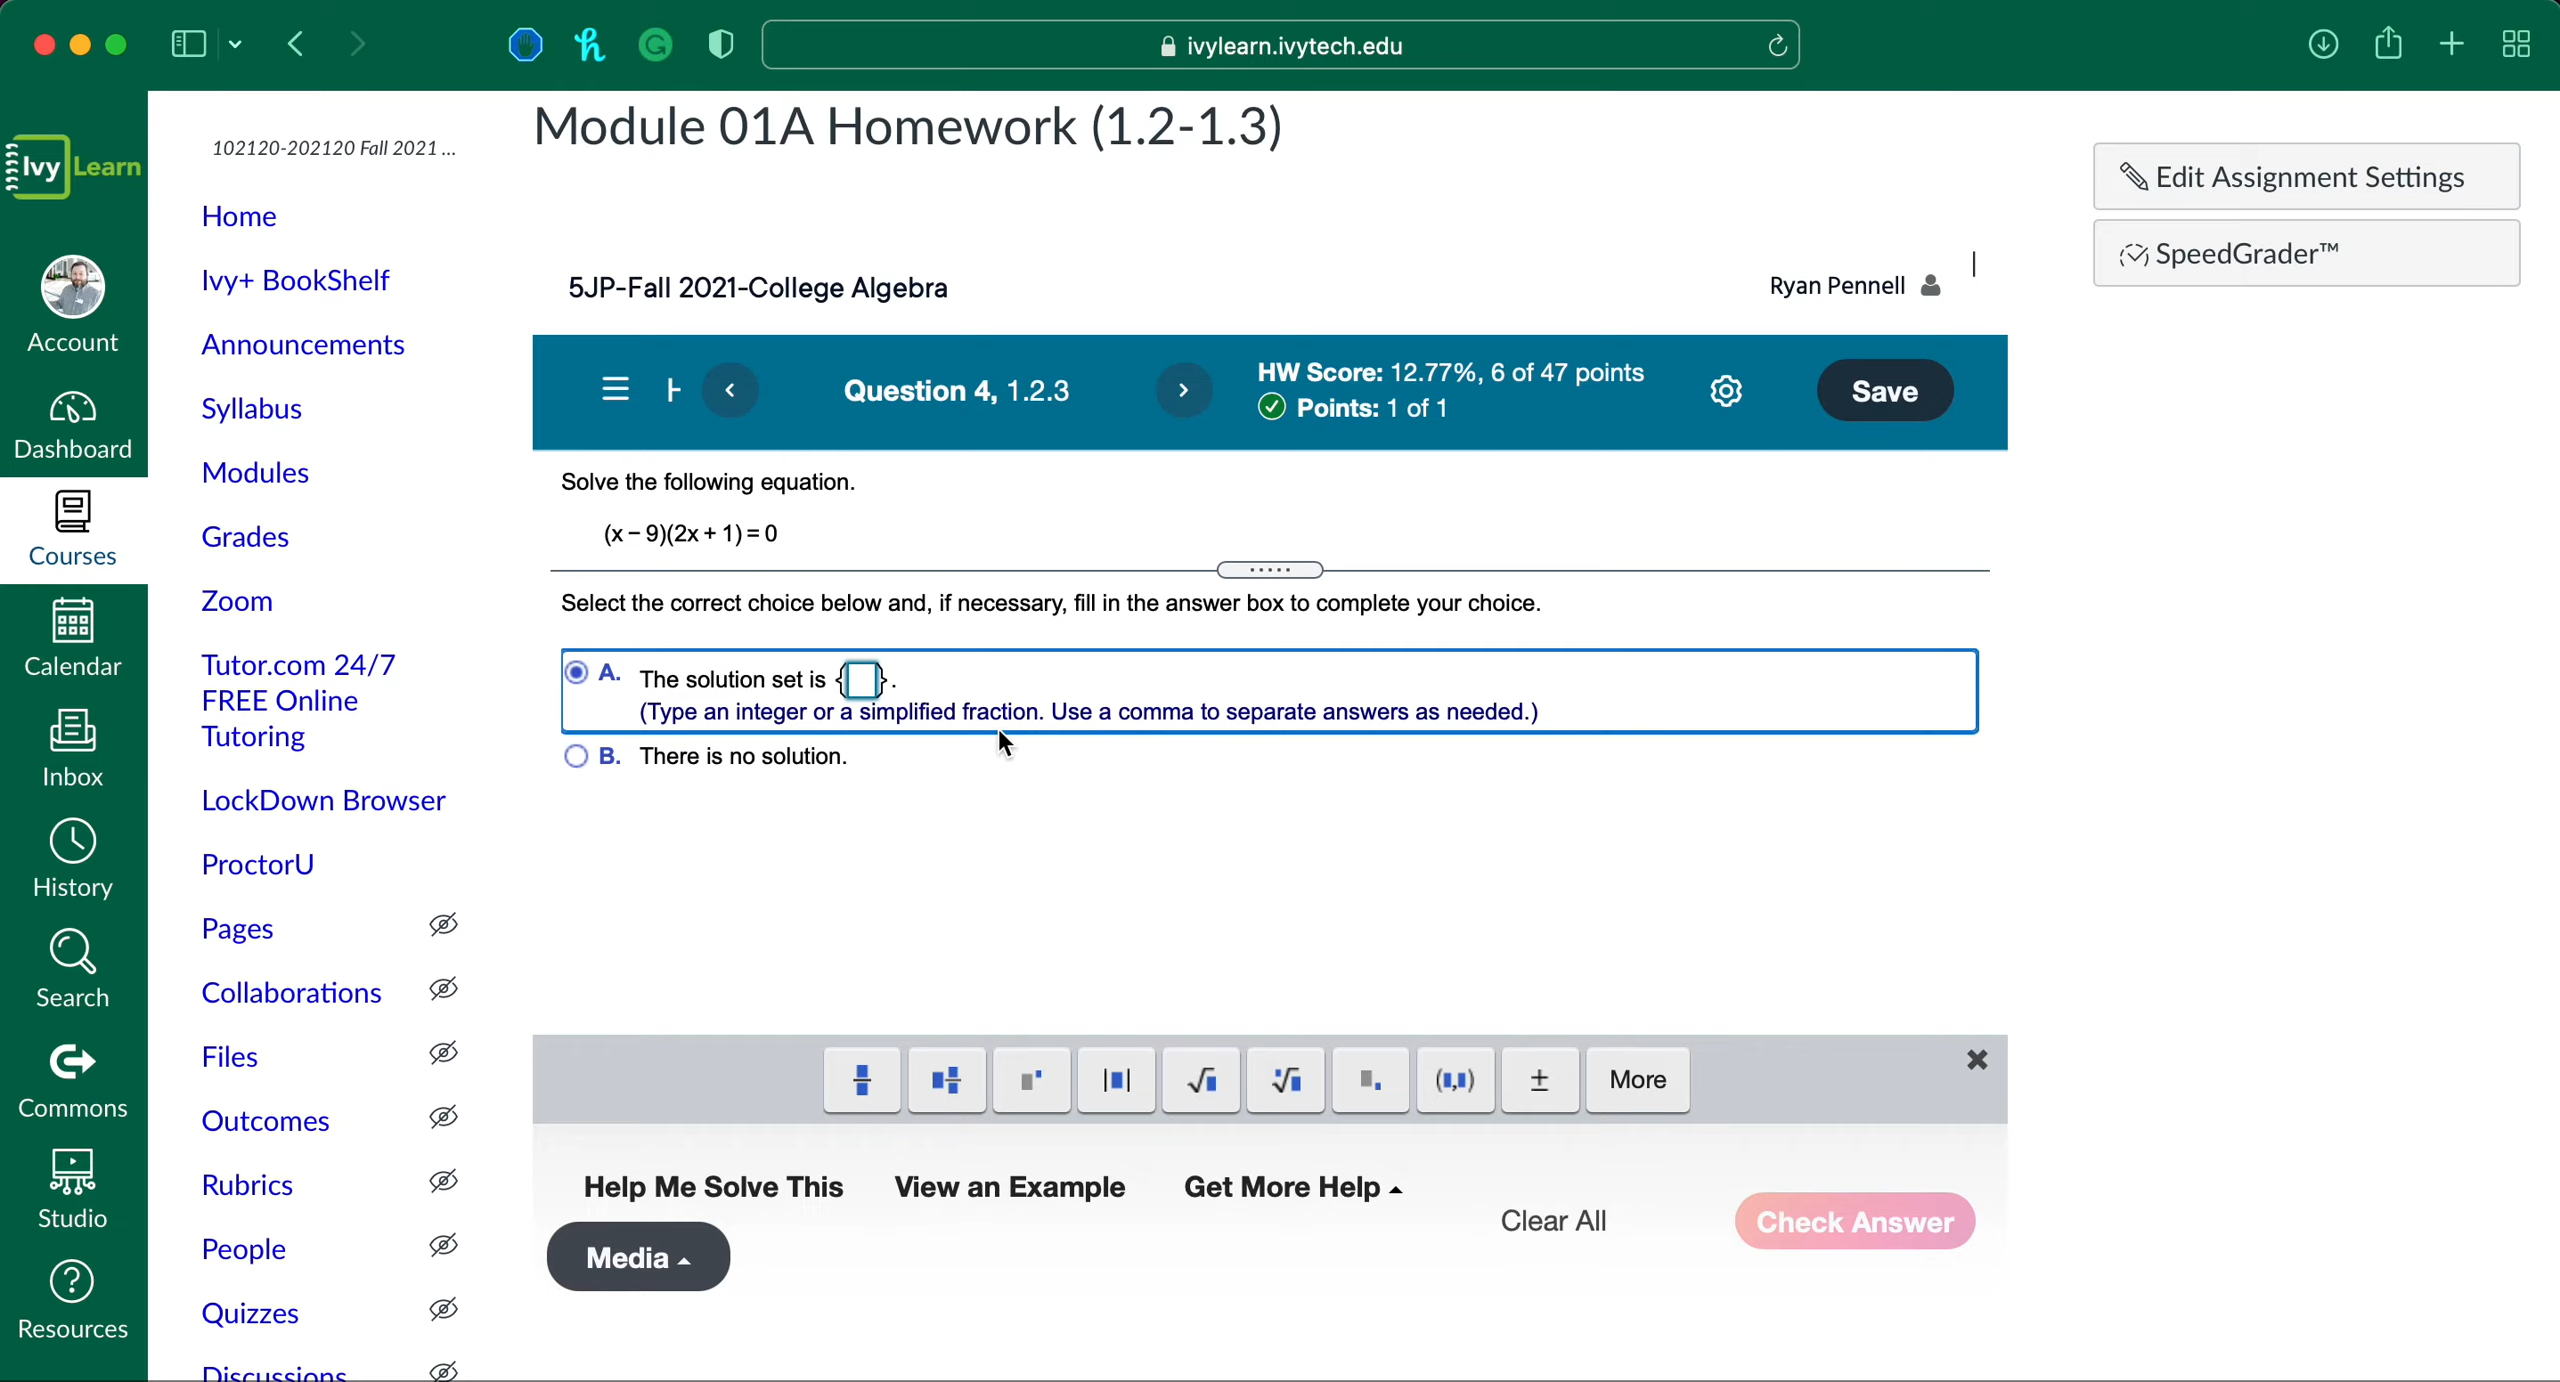 ivylearn.ivytech.edu
Ivy Learn
Account
Dashboard
Courses
Calendar
Inbox
History
Search
Commons
Studio
Resources
102120-202120 Fall 2021 ...
Home
Ivy+ BookShelf
Announcements
Syllabus
Modules
Grades
Zoom
Tutor.com 24/7
FREE Online
Tutoring
LockDown Browser
ProctorU
Pages
Collaborations
Files
Outcomes
Rubrics
People
Quizzes
Discussions
Module 01A Homework (1.2-1.3)
Edit Assignment Settings
SpeedGrader™
5JP-Fall 2021-College Algebra
Ryan Pennell
Question 4, 1.2.3
HW Score: 12.77%, 6 of 47 points
Points: 1 of 1
Save
Solve the following equation.
(x − 9)(2x + 1) = 0
Select the correct choice below and, if necessary, fill in the answer box to complete your choice.
A. The solution set is { }.
(Type an integer or a simplified fraction. Use a comma to separate answers as needed.)
B. There is no solution.
± More
Help Me Solve This View an Example Get More Help
Clear All
Check Answer
Media